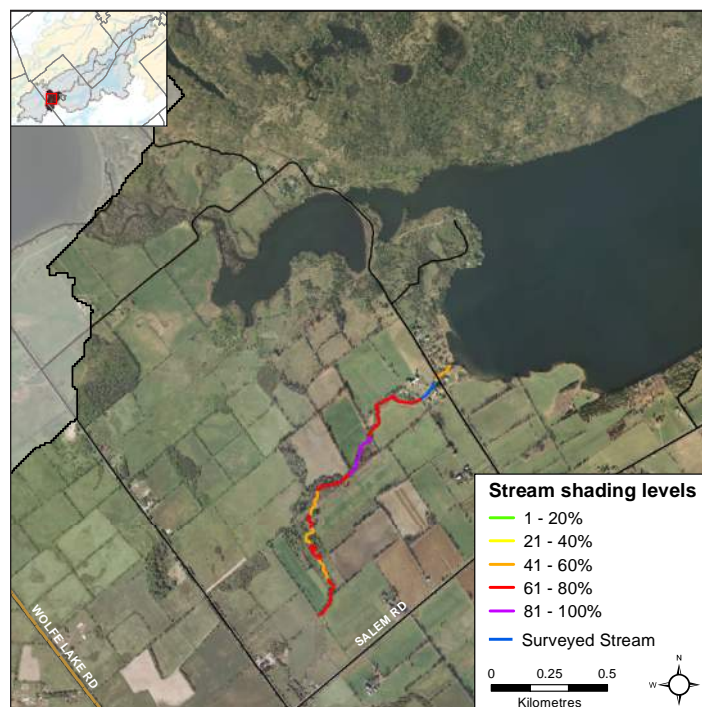 WOLFE LAKE RD
SALEM RD
Stream shading levels
1 - 20%
21 - 40%
41 - 60%
61 - 80%
81 - 100%
Surveyed Stream
0 0.25 0.5
Kilometres
N
W